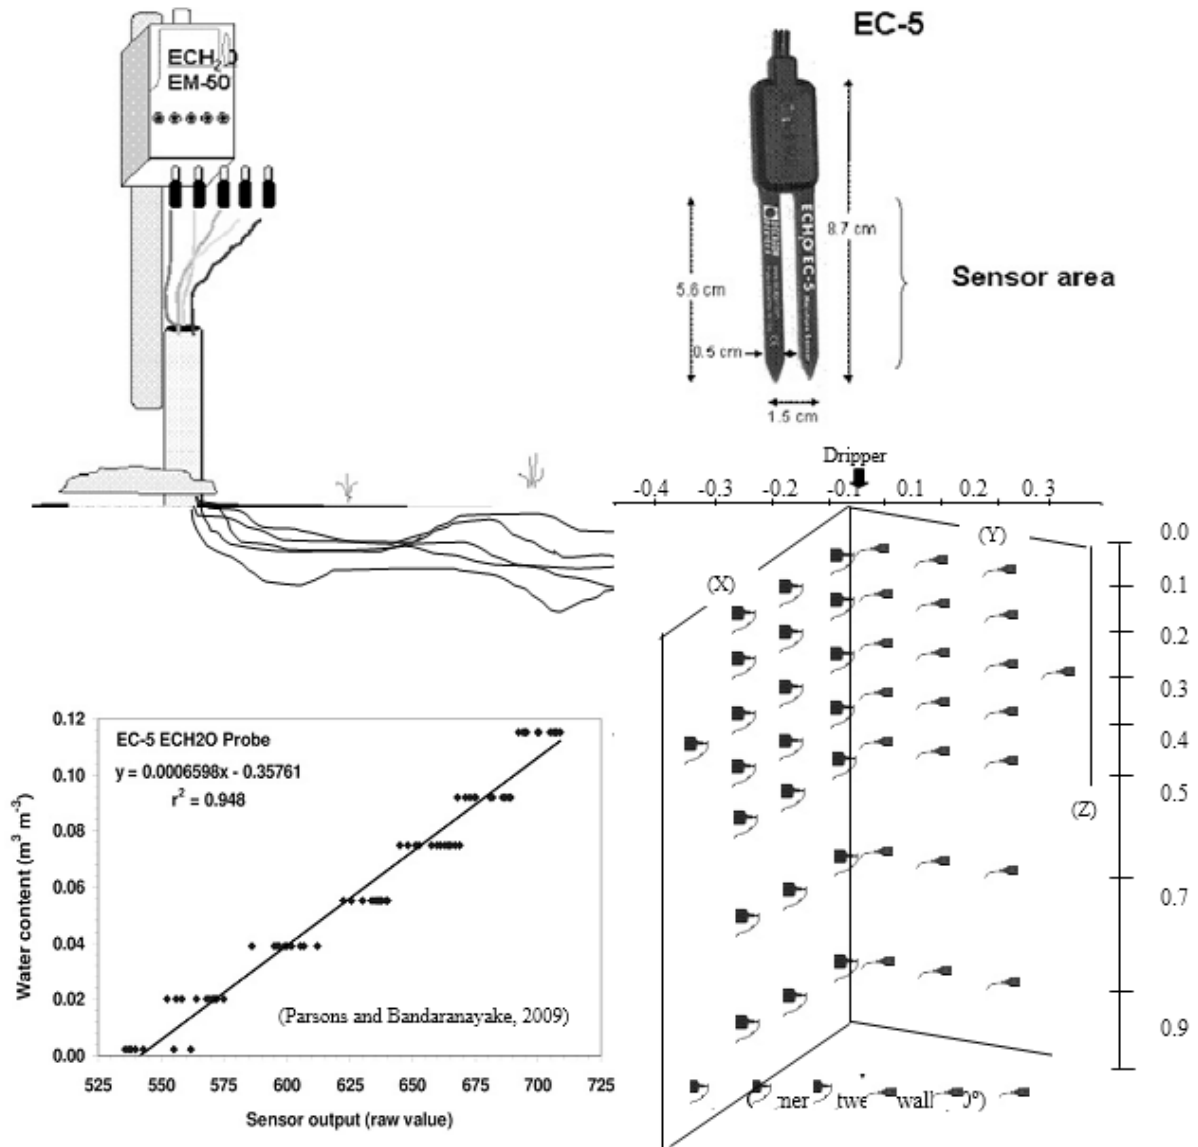 ECH2O
EM-50
EC-5
ECH2O EC-5
8.7 cm
5.6 cm
Sensor area
0.5 cm
1.5 cm
Dripper
-0.4 -0.3 -0.2 -0.1 0.1 0.2 0.3
(X)
(Y)
(Z)
0.0
0.1
0.2
0.3
0.4
0.5
0.7
0.9
0.12
0.10
0.08
0.06
0.04
0.02
0.00
Water content (m³ m⁻³)
EC-5 ECH2O Probe
y = 0.0006598x - 0.35761
r² = 0.948
(Parsons and Bandaranayake, 2009)
525 550 575 600 625 650 675 700 725
Sensor output (raw value)